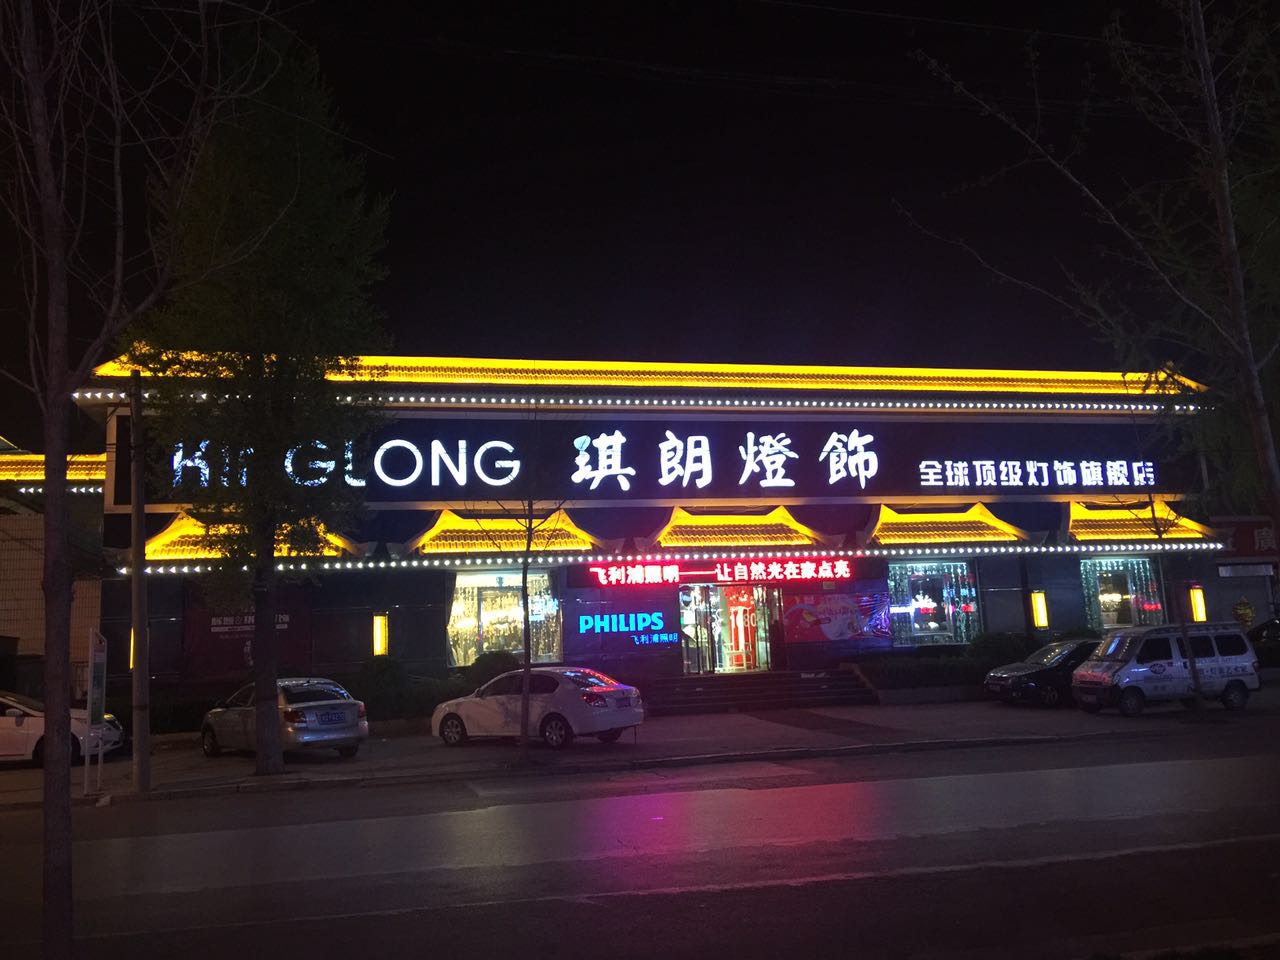 KINGLONG 琪朗燈飾 全球顶级灯饰旗舰店
飞利浦照明——让自然光在家点亮
PHILIPS
飞利浦照明